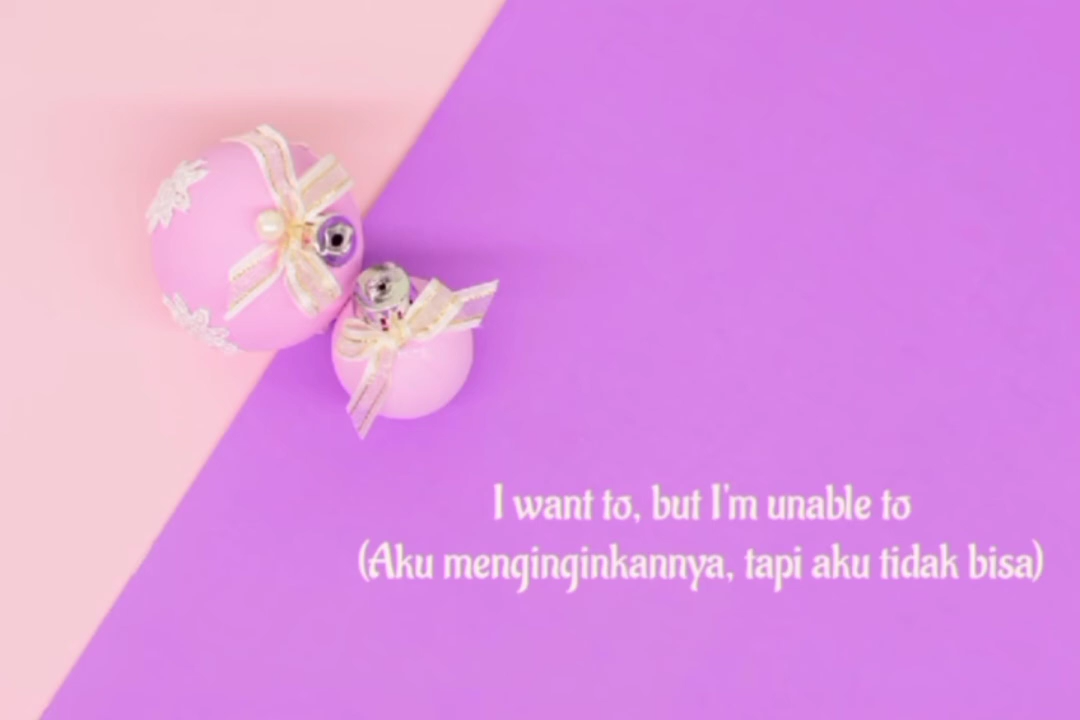 I want to, but I'm unable to
(Aku menginginkannya, tapi aku tidak bisa)